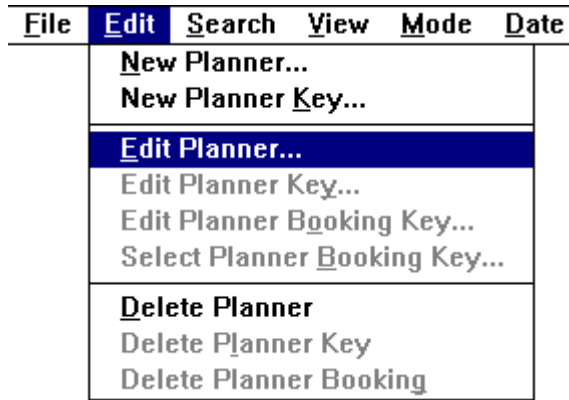 File Edit Search View Mode Date
New Planner...
New Planner Key...
Edit Planner...
Edit Planner Key...
Edit Planner Booking Key...
Select Planner Booking Key...
Delete Planner
Delete Planner Key
Delete Planner Booking